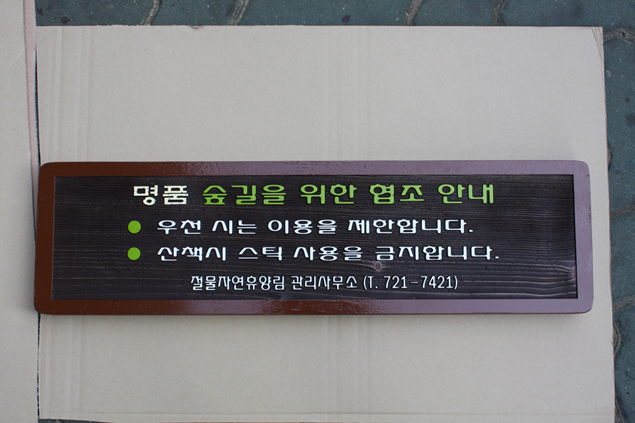 명품 숲길을 위한 협조 안내
우천 시는 이용을 제한합니다.
산책시 스틱 사용을 금지합니다.
절물자연휴양림 관리사무소 (T. 721-7421)